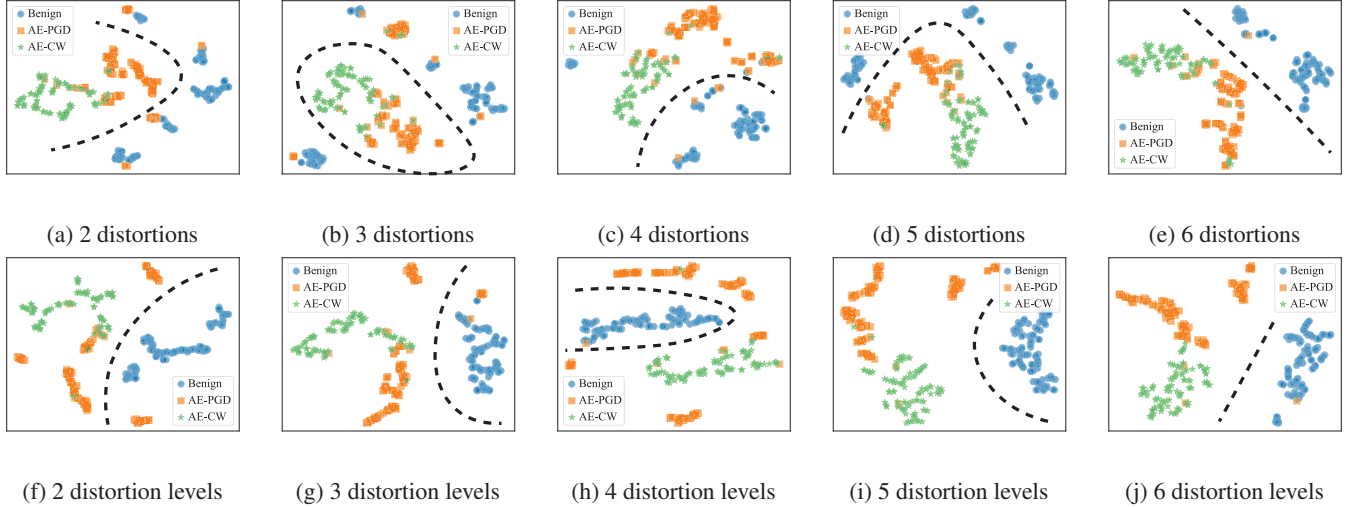 Benign
AE-PGD
AE-CW
Benign
AE-PGD
AE-CW
Benign
AE-PGD
AE-CW
Benign
AE-PGD
AE-CW
Benign
AE-PGD
AE-CW
(a) 2 distortions
(b) 3 distortions
(c) 4 distortions
(d) 5 distortions
(e) 6 distortions
Benign
AE-PGD
AE-CW
Benign
AE-PGD
AE-CW
Benign
AE-PGD
AE-CW
Benign
AE-PGD
AE-CW
Benign
AE-PGD
AE-CW
(f) 2 distortion levels
(g) 3 distortion levels
(h) 4 distortion levels
(i) 5 distortion levels
(j) 6 distortion levels